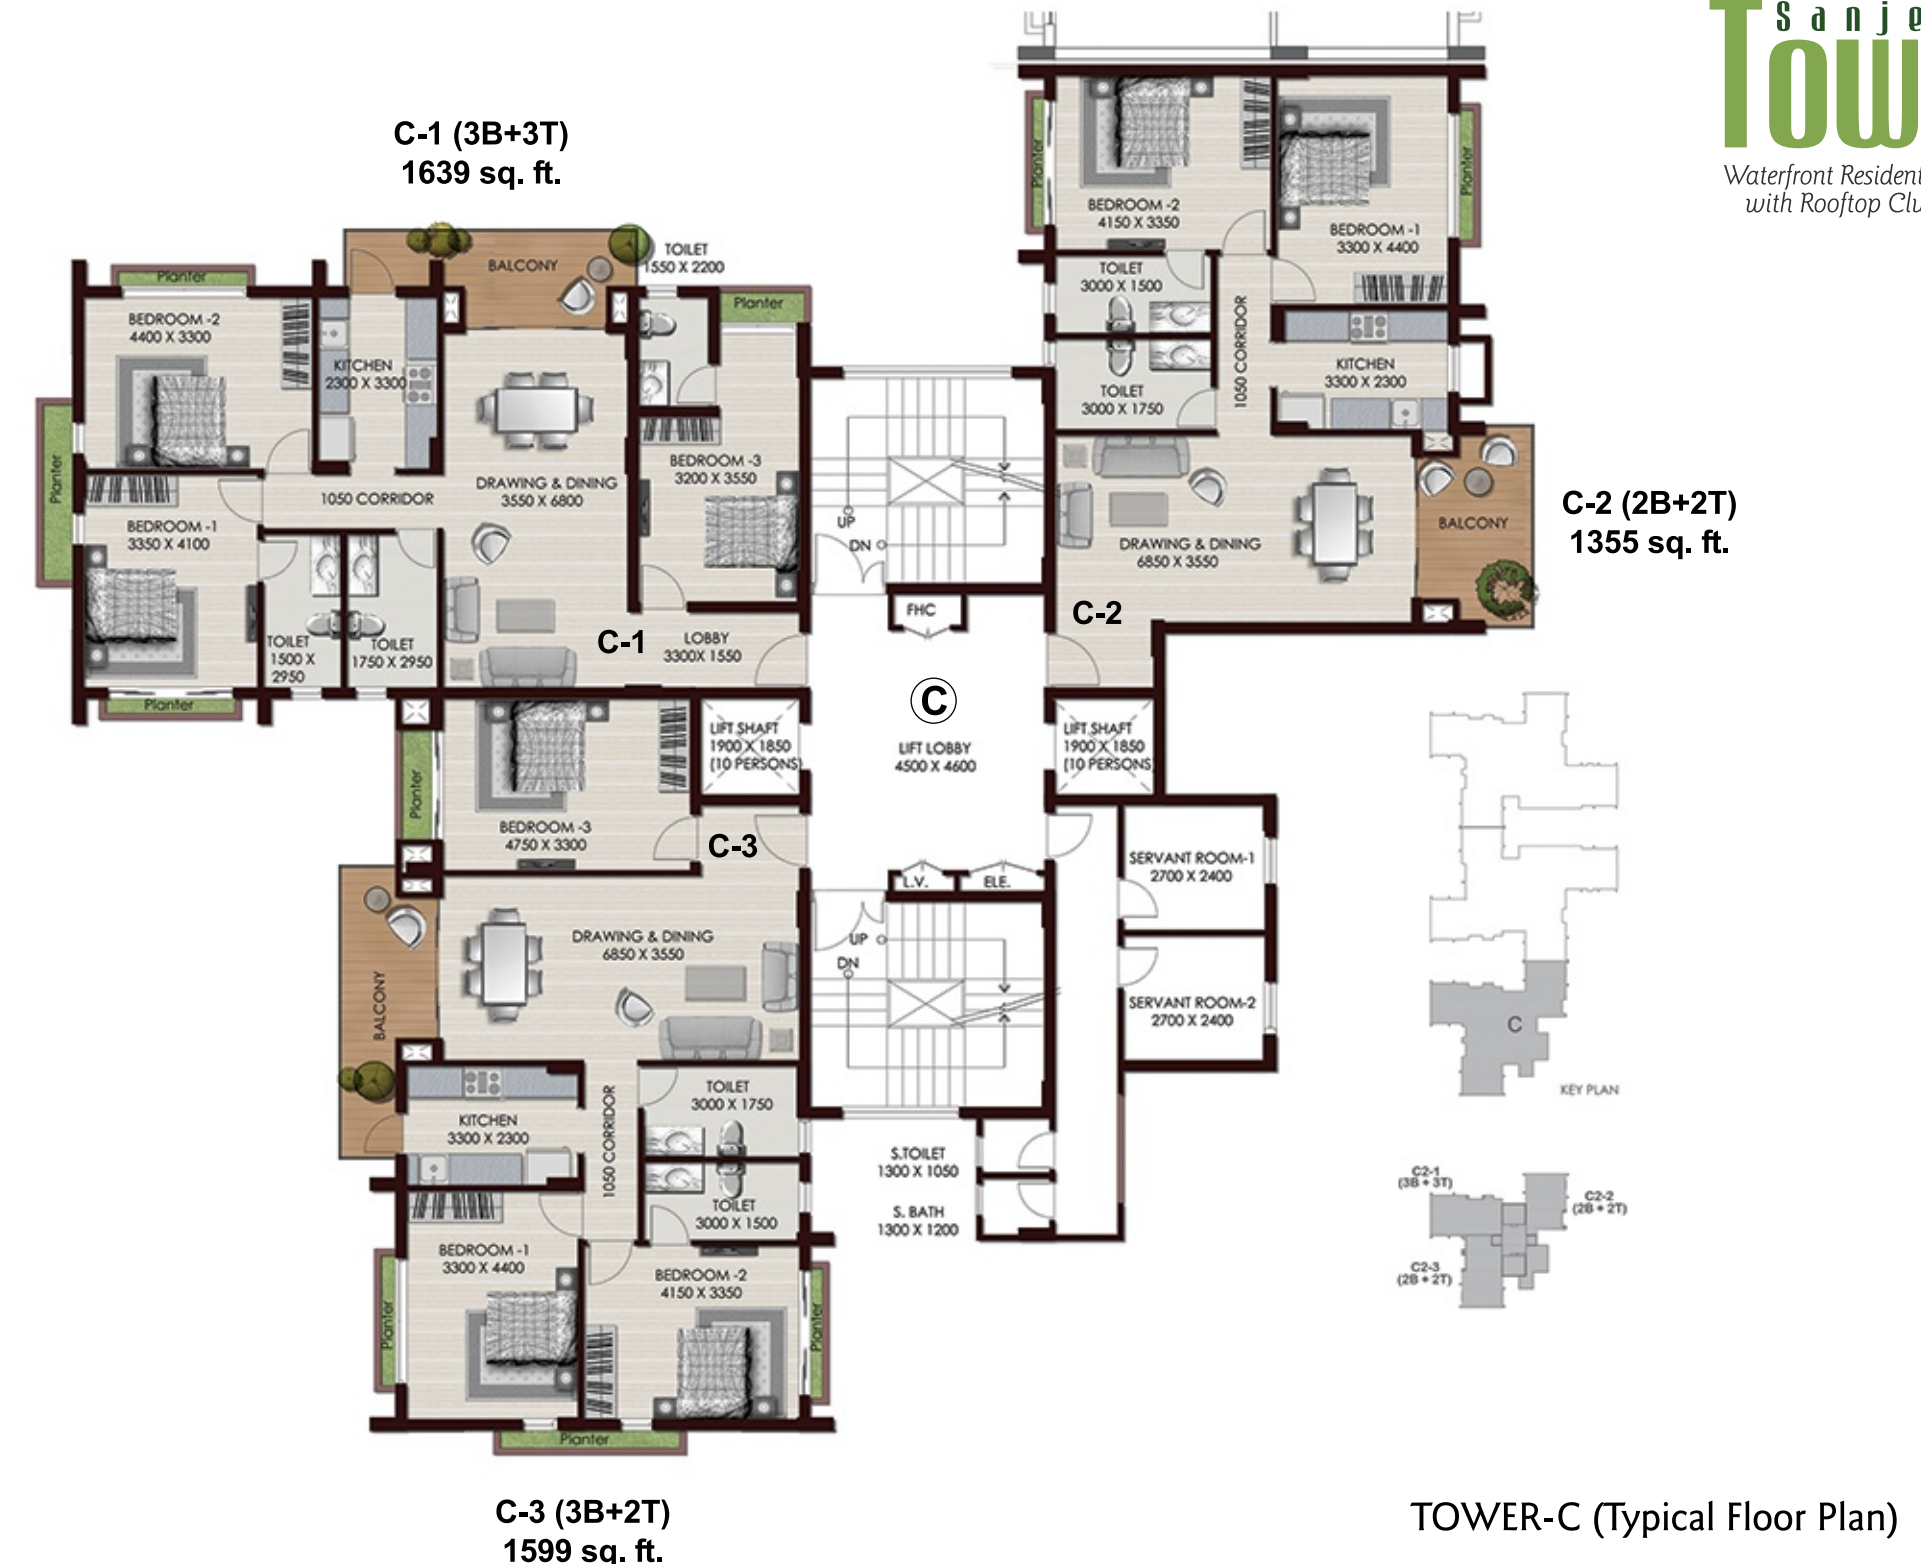 Sanje
Tow
Waterfront Resident
with Rooftop Clu
C-1 (3B+3T)
1639 sq. ft.
Planter
BEDROOM -2
4400 X 3300
KITCHEN
2300 X 3300
BALCONY
TOILET
1550 X 2200
Planter
Planter
BEDROOM -1
3350 X 4100
1050 CORRIDOR
DRAWING & DINING
3550 X 6800
BEDROOM -3
3200 X 3550
TOILET
1500 X
2950
TOILET
1750 X 2950
C-1
LOBBY
3300X 1550
Planter
Planter
BEDROOM -2
4150 X 3350
BEDROOM -1
3300 X 4400
Planter
TOILET
3000 X 1500
TOILET
3000 X 1750
1050 CORRIDOR
KITCHEN
3300 X 2300
DRAWING & DINING
6850 X 3550
BALCONY
C-2 (2B+2T)
1355 sq. ft.
C-2
UP
DN
FHC
C
LIFT LOBBY
4500 X 4600
LIFT SHAFT
1900 X 1850
(10 PERSONS)
LIFT SHAFT
1900 X 1850
(10 PERSONS
Planter
BEDROOM -3
4750 X 3300
C-3
L.V.
ELE.
SERVANT ROOM-1
2700 X 2400
SERVANT ROOM-2
2700 X 2400
UP
DN
DRAWING & DINING
6850 X 3550
BALCONY
KITCHEN
3300 X 2300
1050 CORRIDOR
TOILET
3000 X 1750
TOILET
3000 X 1500
S.TOILET
1300 X 1050
S. BATH
1300 X 1200
BEDROOM -1
3300 X 4400
BEDROOM -2
4150 X 3350
Planter
Planter
Planter
C-3 (3B+2T)
1599 sq. ft.
C
KEY PLAN
C2-1
(3B + 3T)
C2-2
(2B + 2T)
C2-3
(2B + 2T)
TOWER-C (Typical Floor Plan)